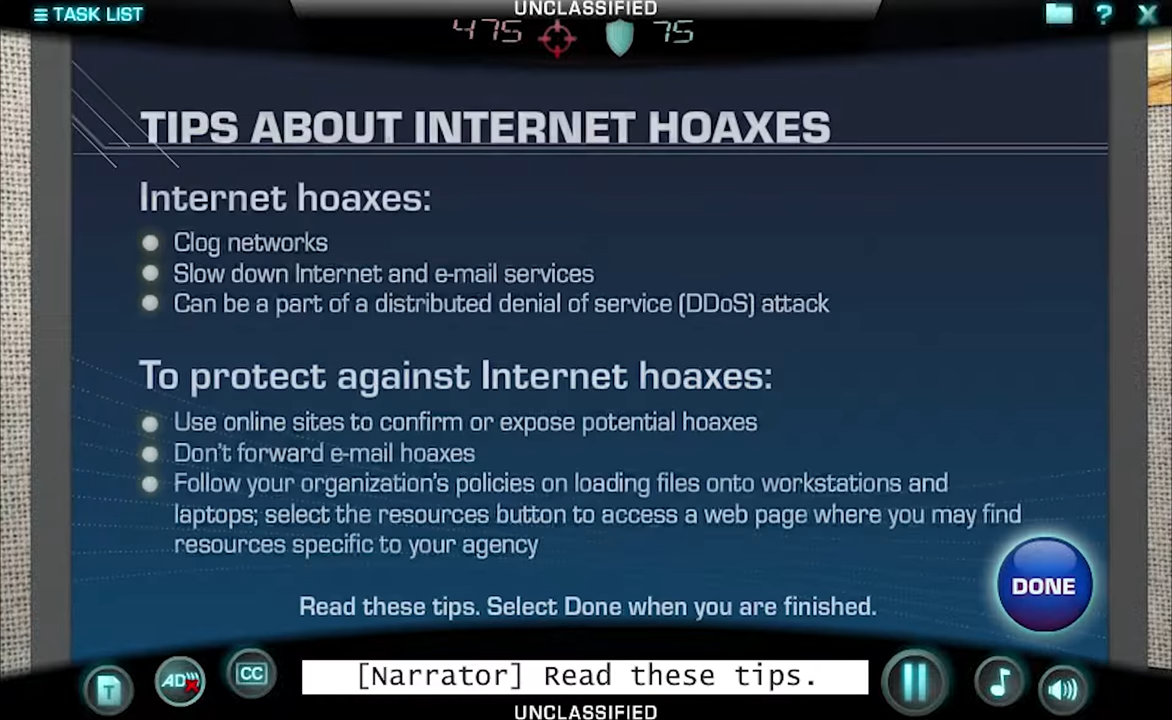 UNCLASSIFIED
TASK LIST
?
X
475
75
TIPS ABOUT INTERNET HOAXES
Internet hoaxes:
Clog networks
Slow down Internet and e-mail services
Can be a part of a distributed denial of service (DDoS) attack
To protect against Internet hoaxes:
Use online sites to confirm or expose potential hoaxes
Don't forward e-mail hoaxes
Follow your organization's policies on loading files onto workstations and
laptops; select the resources button to access a web page where you may find
resources specific to your agency
DONE
Read these tips. Select Done when you are finished.
T
AD
CC
[Narrator] Read these tips.
UNCLASSIFIED